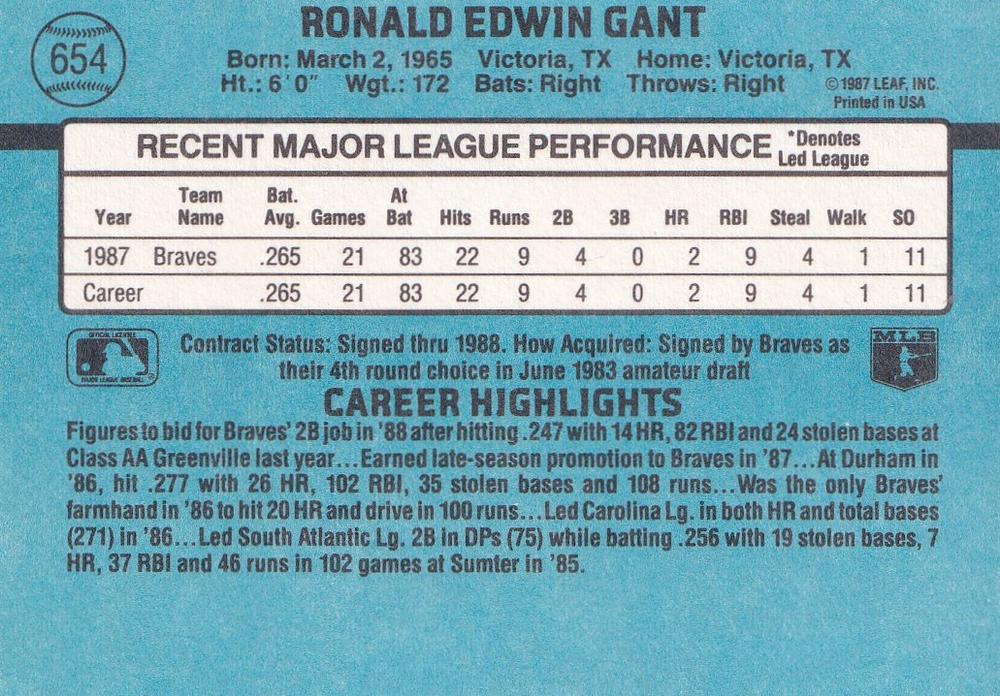 654
RONALD EDWIN GANT
Born: March 2, 1965 Victoria, TX Home: Victoria, TX
Ht.: 6' 0" Wgt.: 172 Bats: Right Throws: Right
©1987 LEAF, INC.
Printed in USA
RECENT MAJOR LEAGUE PERFORMANCE *Denotes
Led League
Year Team Name Bat. Avg. Games At Bat Hits Runs 2B 3B HR RBI Steal Walk SO
1987 Braves .265 21 83 22 9 4 0 2 9 4 1 11
Career .265 21 83 22 9 4 0 2 9 4 1 11
OFFICIAL LICENSEE
MAJOR LEAGUE BASEBALL
MLB
Contract Status: Signed thru 1988. How Acquired: Signed by Braves as
their 4th round choice in June 1983 amateur draft
CAREER HIGHLIGHTS
Figures to bid for Braves' 2B job in '88 after hitting .247 with 14 HR, 82 RBI and 24 stolen bases at
Class AA Greenville last year...Earned late-season promotion to Braves in '87...At Durham in
'86, hit .277 with 26 HR, 102 RBI, 35 stolen bases and 108 runs...Was the only Braves'
farmhand in '86 to hit 20 HR and drive in 100 runs...Led Carolina Lg. in both HR and total bases
(271) in '86...Led South Atlantic Lg. 2B in DPs (75) while batting .256 with 19 stolen bases, 7
HR, 37 RBI and 46 runs in 102 games at Sumter in '85.